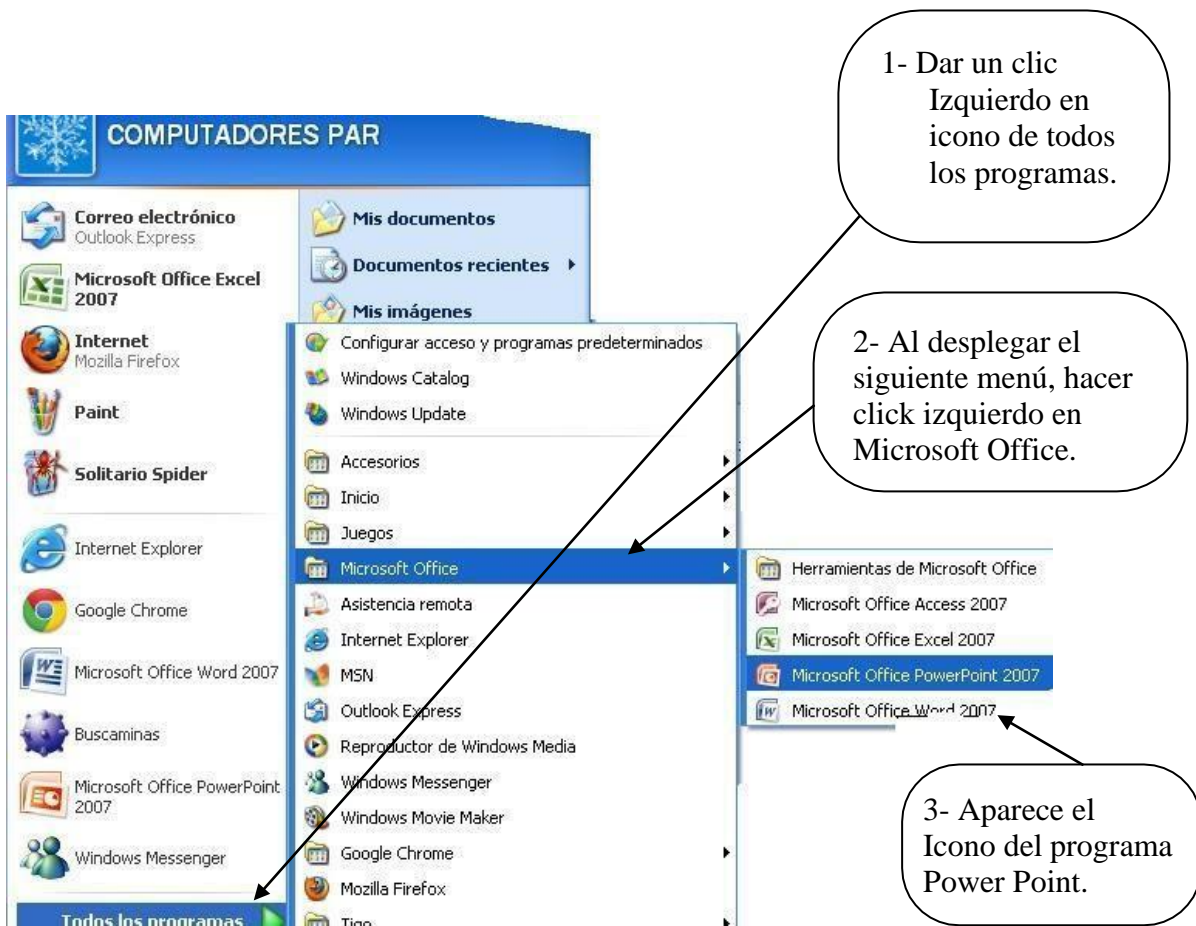 1- Dar un clic
Izquierdo en
icono de todos
los programas.
COMPUTADORES PAR
Correo electrónico
Outlook Express
Microsoft Office Excel
2007
Internet
Mozilla Firefox
Paint
Solitario Spider
Internet Explorer
Google Chrome
Microsoft Office Word 2007
Buscaminas
Microsoft Office PowerPoint
2007
Windows Messenger
Todos los programas
Mis documentos
Documentos recientes
Mis imágenes
Configurar acceso y programas predeterminados
Windows Catalog
Windows Update
Accesorios
Inicio
Juegos
Microsoft Office
Asistencia remota
Internet Explorer
MSN
Outlook Express
Reproductor de Windows Media
Windows Messenger
Windows Movie Maker
Google Chrome
Mozilla Firefox
Tigo
2- Al desplegar el
siguiente menú, hacer
click izquierdo en
Microsoft Office.
Herramientas de Microsoft Office
Microsoft Office Access 2007
Microsoft Office Excel 2007
Microsoft Office PowerPoint 2007
Microsoft Office Word 2007
3- Aparece el
Icono del programa
Power Point.